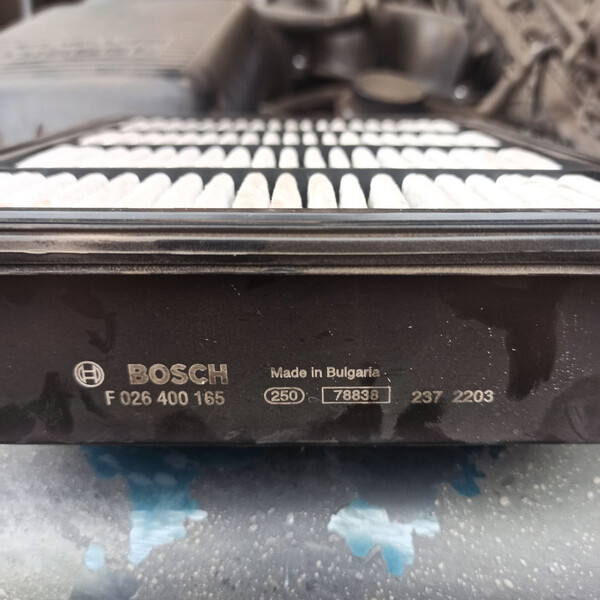 BOSCH
F 026 400 165
Made in Bulgaria
250 78838 237 2203